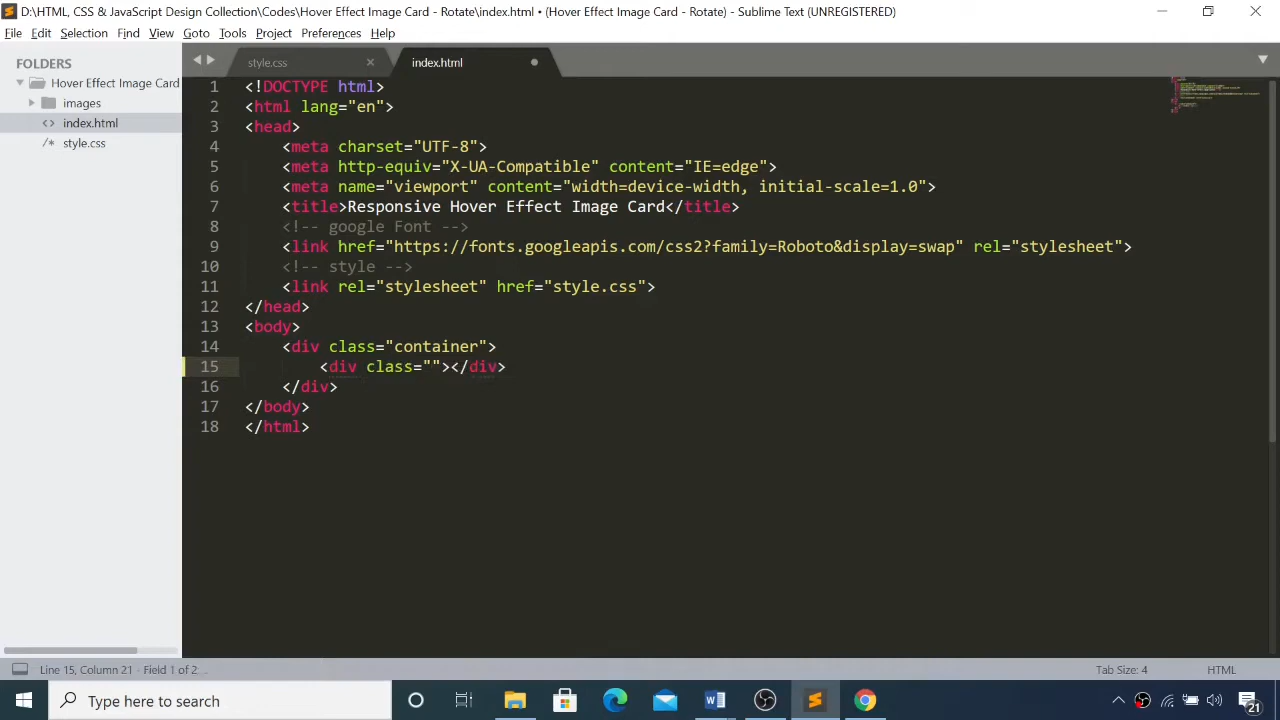 D:\HTML, CSS & JavaScript Design Collection\Codes\Hover Effect Image Card - Rotate\index.html • (Hover Effect Image Card - Rotate) - Sublime Text (UNREGISTERED)
File Edit Selection Find View Goto Tools Project Preferences Help
FOLDERS
Hover Effect Image Card
images
<> index.html
/* style.css
style.css
index.html
1 <!DOCTYPE html>
2 <html lang="en">
3 <head>
4 <meta charset="UTF-8">
5 <meta http-equiv="X-UA-Compatible" content="IE=edge">
6 <meta name="viewport" content="width=device-width, initial-scale=1.0">
7 <title>Responsive Hover Effect Image Card</title>
8 <!-- google Font -->
9 <link href="https://fonts.googleapis.com/css2?family=Roboto&display=swap" rel="stylesheet">
10 <!-- style -->
11 <link rel="stylesheet" href="style.css">
12 </head>
13 <body>
14 <div class="container">
15 <div class=""></div>
16 </div>
17 </body>
18 </html>
Line 15, Column 21 - Field 1 of 2
Tab Size: 4
HTML
Type here to search
21